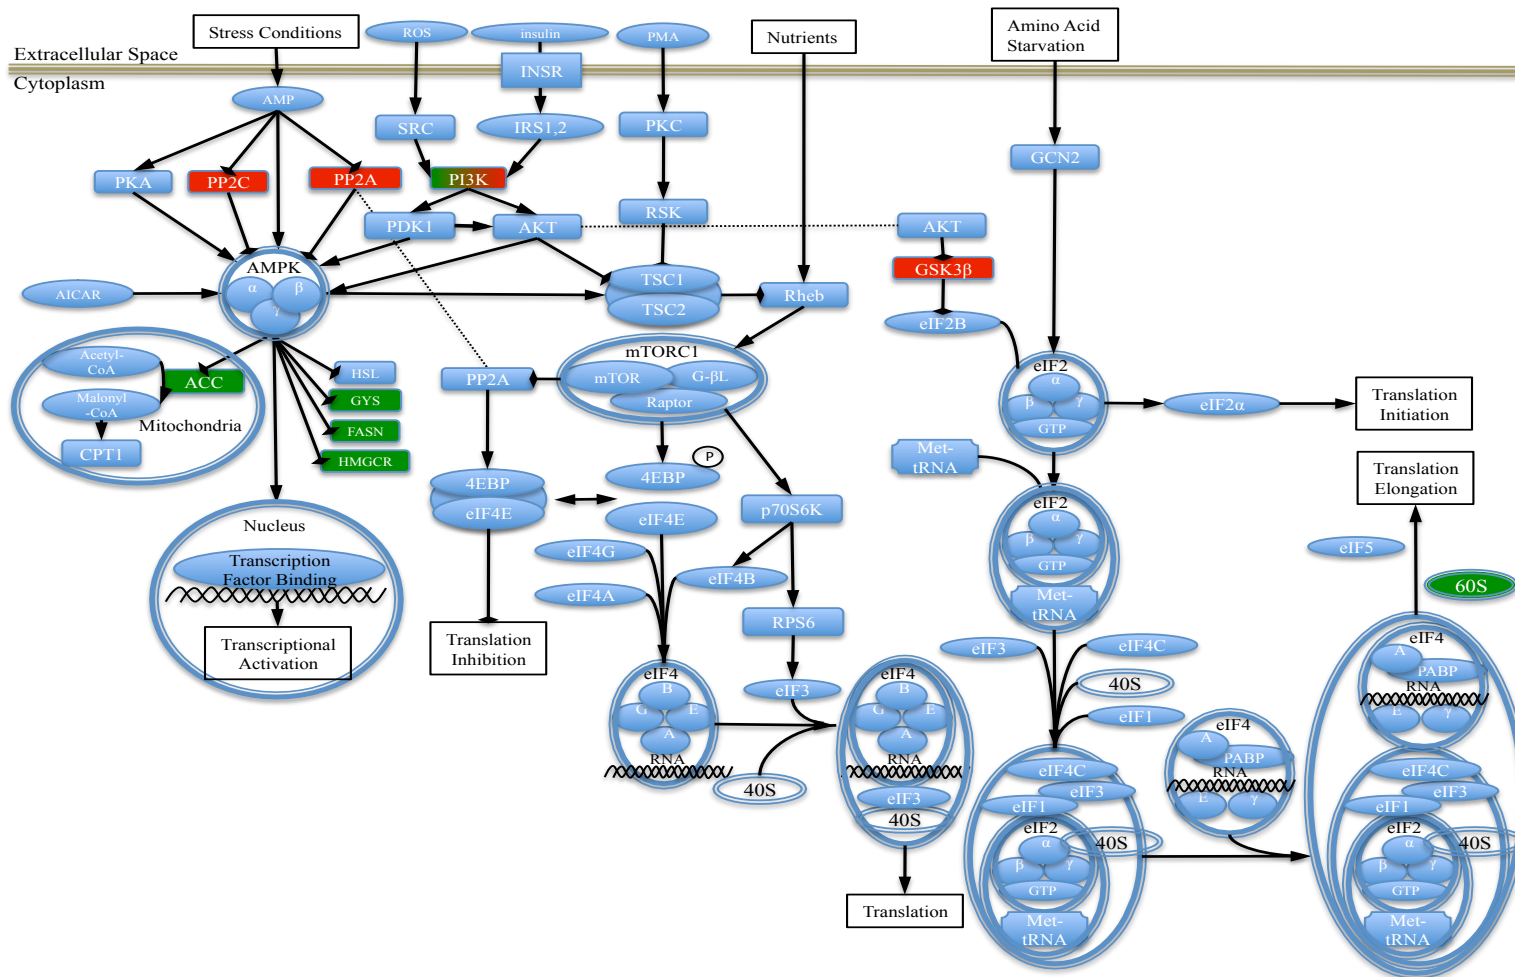 Stress Conditions
ROS
insulin
PMA
Nutrients
Amino Acid
Starvation
Extracellular Space
Cytoplasm
INSR
AMP
SRC
IRS1,2
PKC
GCN2
PKA
PP2C
PP2A
PI3K
PDK1
AKT
RSK
AKT
AMPK
α
β
γ
GSK3β
AICAR
TSC1
TSC2
Rheb
eIF2B
Acetyl-
CoA
ACC
Malonyl
-CoA
Mitochondria
CPT1
HSL
GYS
FASN
HMGCR
PP2A
mTORC1
mTOR
G-βL
Raptor
eIF2
α
β
γ
GTP
eIF2α
Translation
Initiation
Met-
tRNA
P
4EBP
4EBP
eIF4E
eIF4E
p70S6K
eIF2
α
β
γ
GTP
Met-
tRNA
Translation
Elongation
eIF5
60S
Nucleus
Transcription
Factor Binding
Transcriptional
Activation
eIF4G
eIF4A
eIF4B
RPS6
Translation
Inhibition
eIF3
eIF4
B
G
E
A
RNA
40S
eIF4
B
G
E
A
RNA
eIF3
40S
Translation
eIF3
eIF4C
40S
eIF1
eIF4C
eIF3
eIF1
eIF2
α
40S
β
γ
GTP
Met-
tRNA
eIF4
A
PABP
RNA
E
γ
eIF4
A
PABP
RNA
E
γ
eIF4C
eIF3
eIF1
eIF2
α
40S
β
γ
GTP
Met-
tRNA